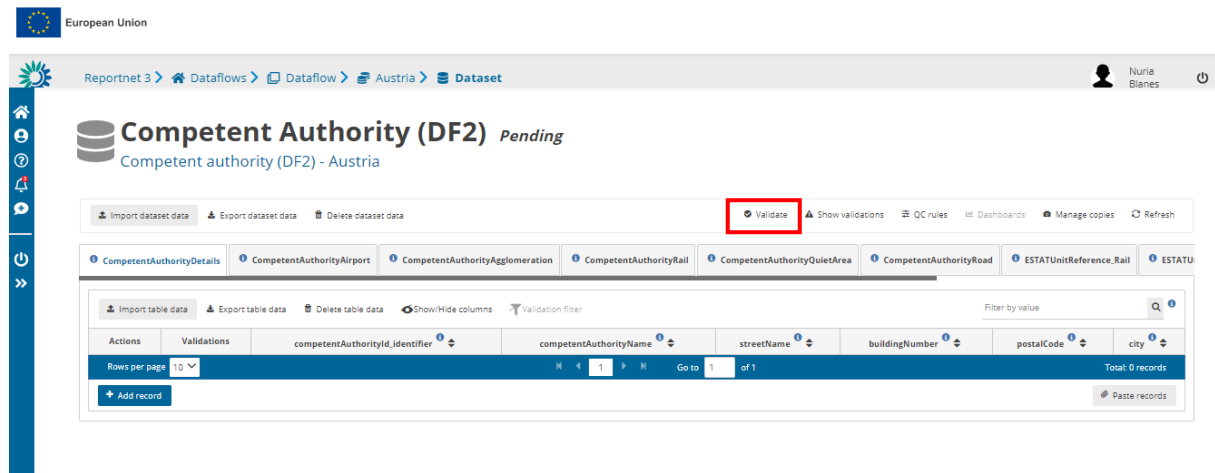 European Union
Reportnet 3 Dataflows Dataflow Austria Dataset
Nuria
Blanes
Competent Authority (DF2) Pending
Competent authority (DF2) - Austria
Import dataset data Export dataset data Delete dataset data Validate Show validations QC rules Dashboards Manage copies Refresh
CompetentAuthorityDetails CompetentAuthorityAirport CompetentAuthorityAgglomeration CompetentAuthorityRail CompetentAuthorityQuietArea CompetentAuthorityRoad ESTATUnitReference_Rail ESTATU
Import table data Export table data Delete table data Show/Hide columns Validation filter Filter by value
Actions Validations competentAuthorityId_identifier competentAuthorityName streetName buildingNumber postalCode city
Rows per page 10 1 Go to 1 of 1 Total: 0 records
+ Add record Paste records